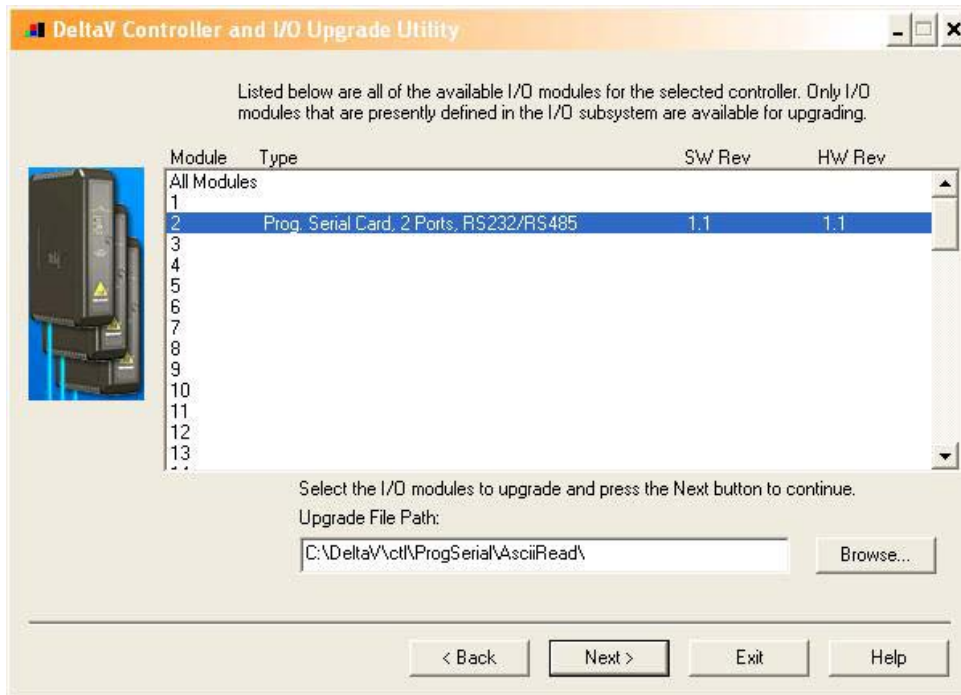 DeltaV Controller and I/O Upgrade Utility
Listed below are all of the available I/O modules for the selected controller. Only I/O
modules that are presently defined in the I/O subsystem are available for upgrading.
Module Type SW Rev HW Rev
All Modules
1
2 Prog. Serial Card, 2 Ports, RS232/RS485 1.1 1.1
3
4
5
6
7
8
9
10
11
12
13
Select the I/O modules to upgrade and press the Next button to continue.
Upgrade File Path:
C:\DeltaV\ctl\ProgSerial\AsciiRead\
Browse...
< Back Next > Exit Help